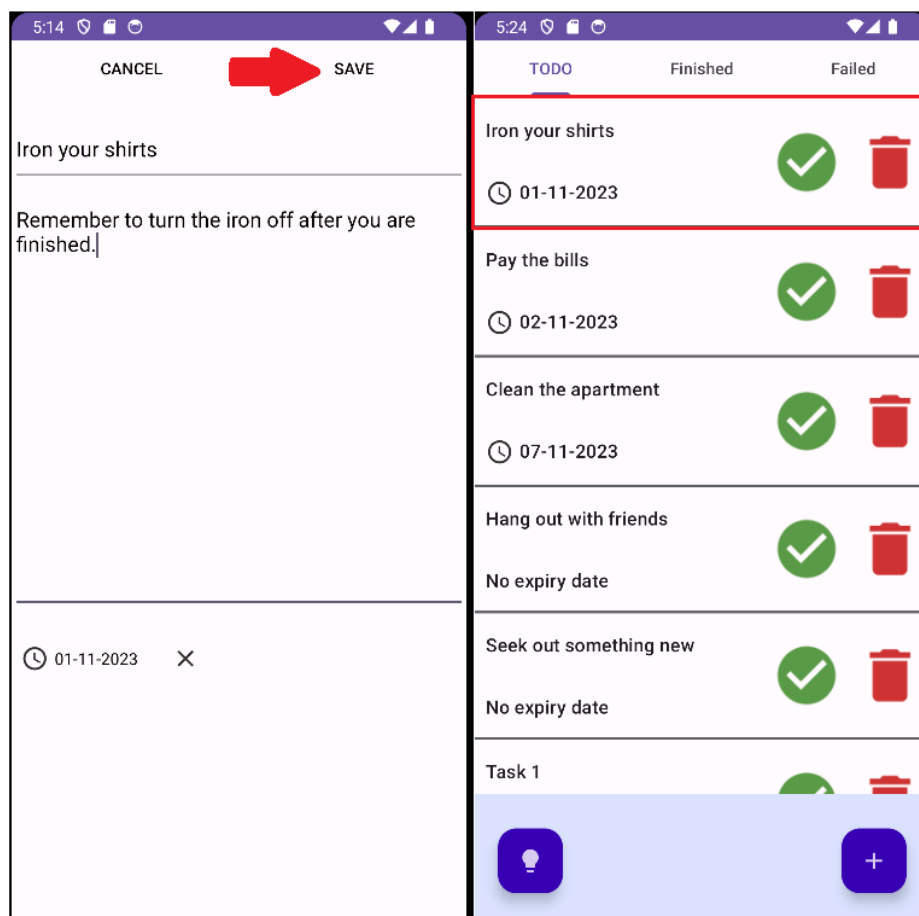 5:14
CANCEL SAVE
Iron your shirts
Remember to turn the iron off after you are
finished.
01-11-2023
5:24
TODO Finished Failed
Iron your shirts
01-11-2023
Pay the bills
02-11-2023
Clean the apartment
07-11-2023
Hang out with friends
No expiry date
Seek out something new
No expiry date
Task 1